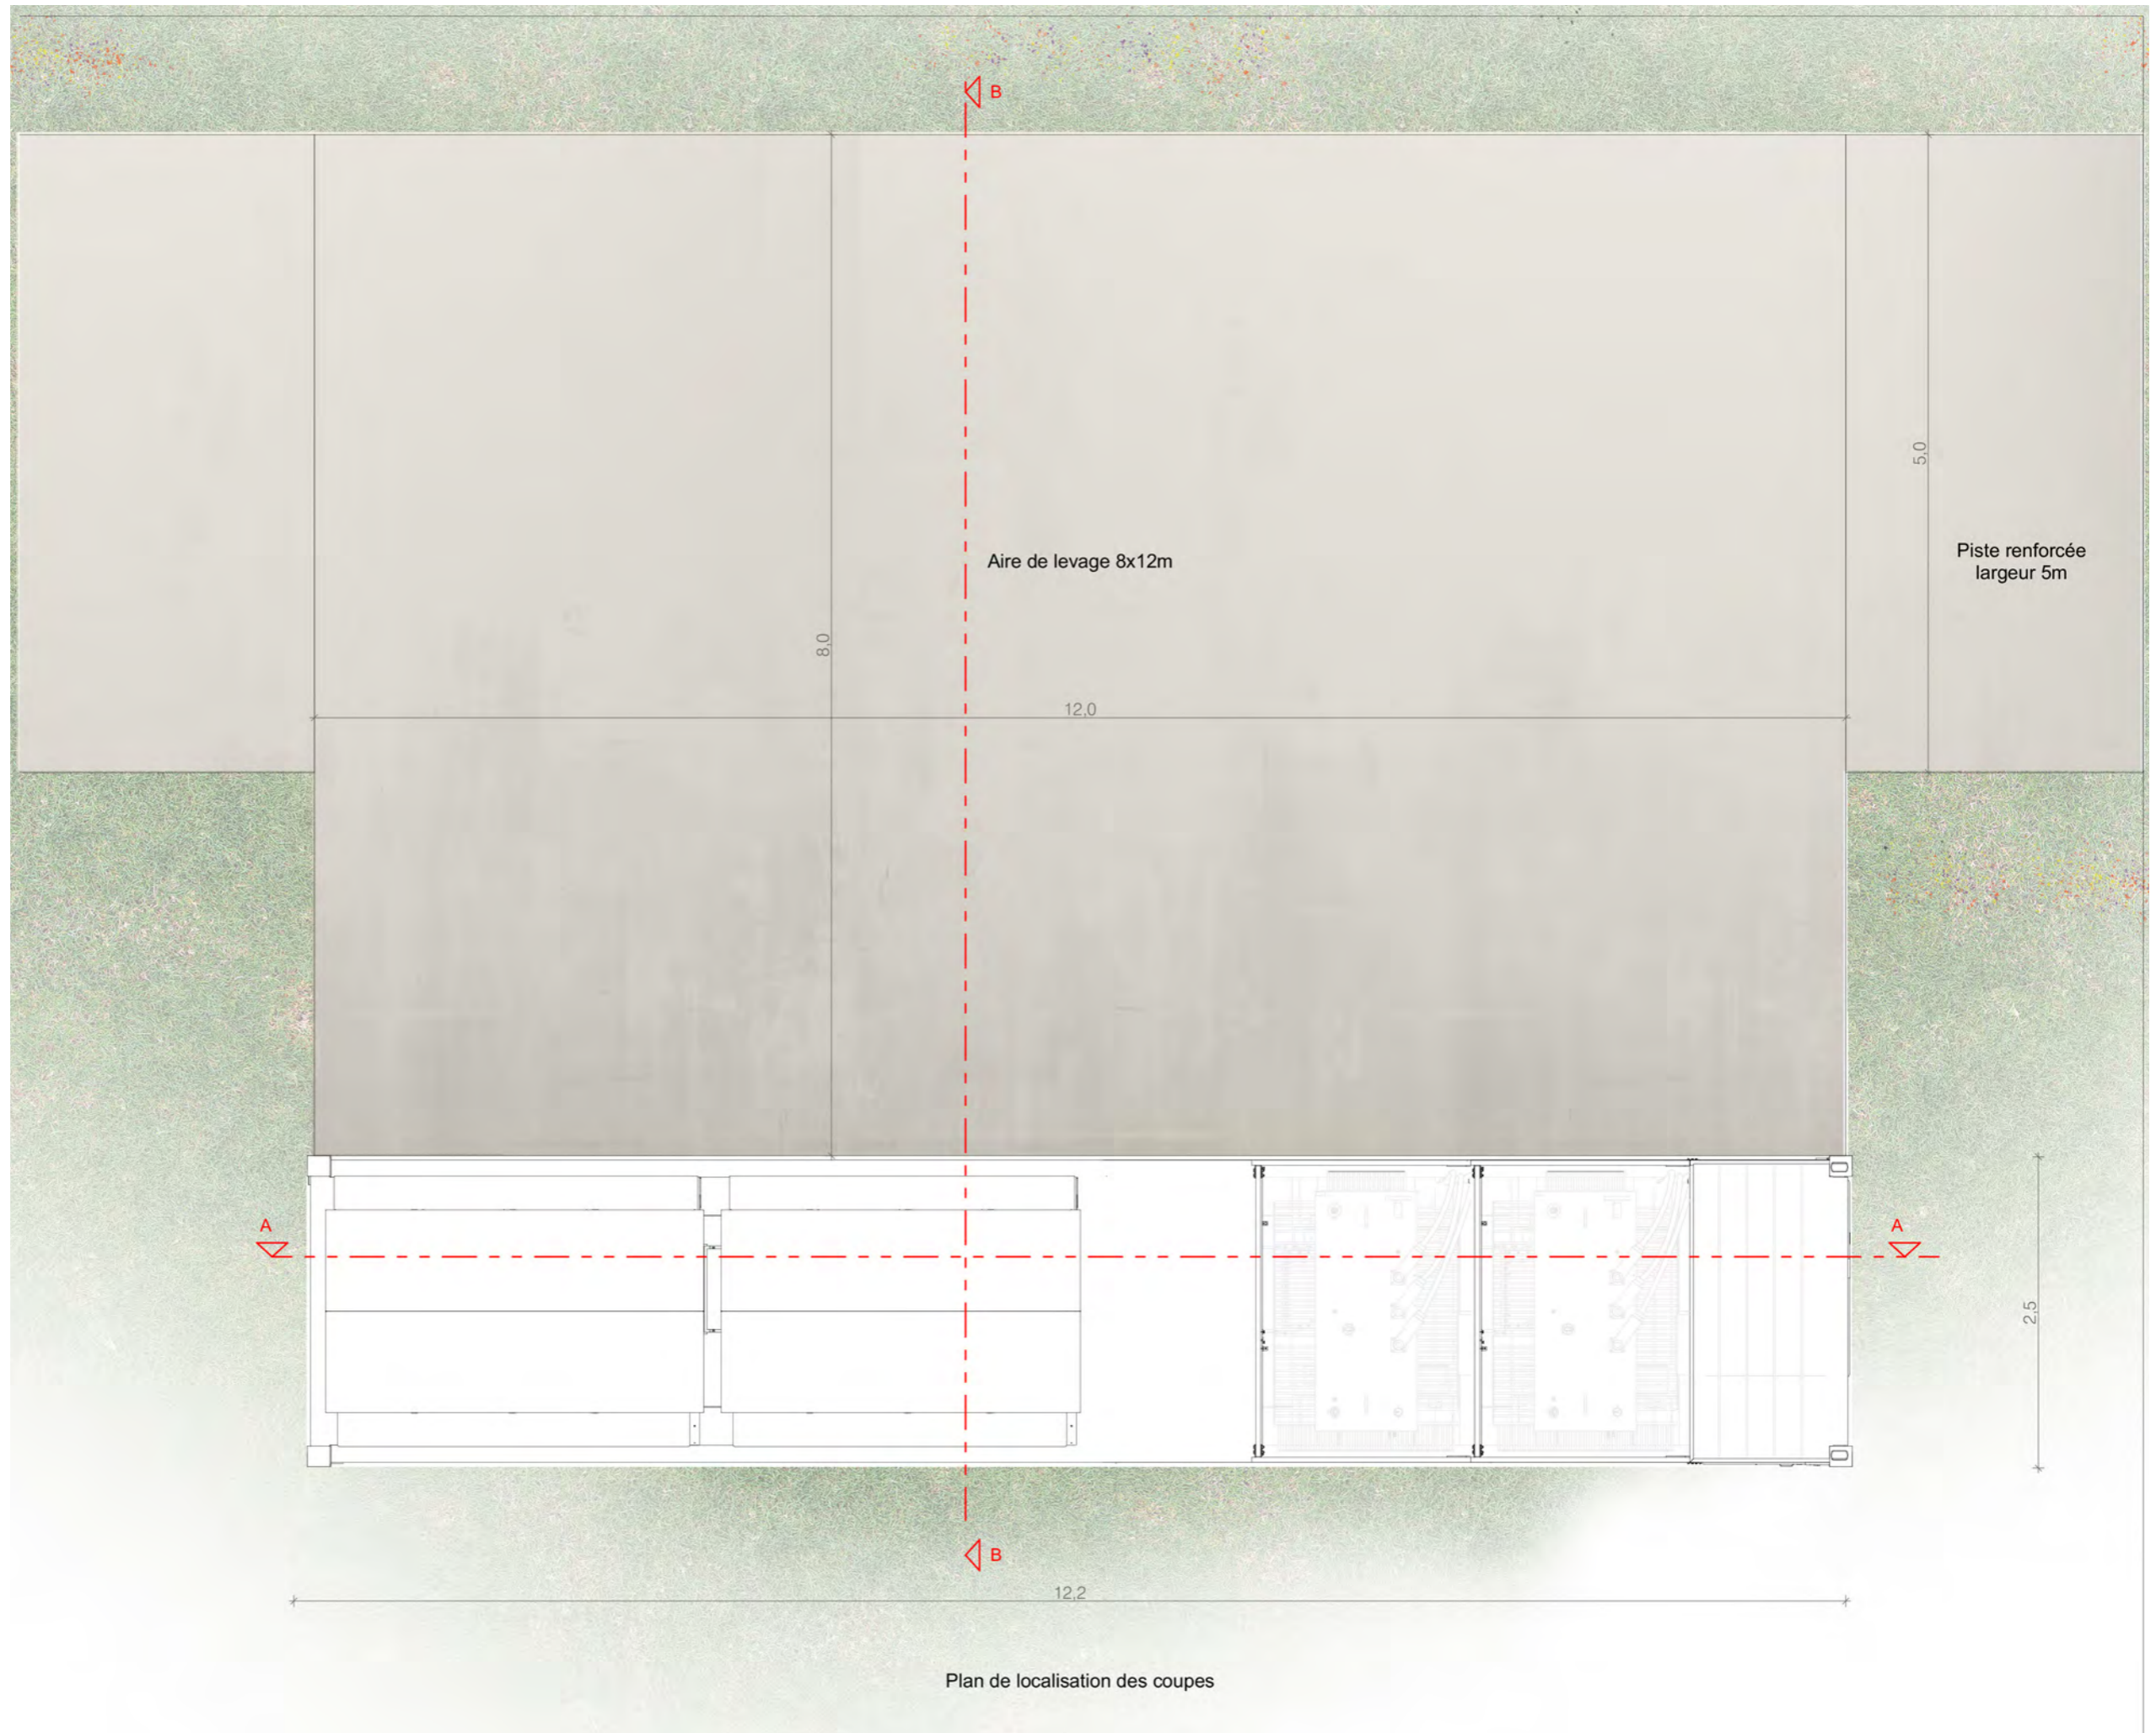 B
5,0
Aire de levage 8x12m
Piste renforcée
largeur 5m
8,0
12,0
A
A
2,5
B
12,2
Plan de localisation des coupes